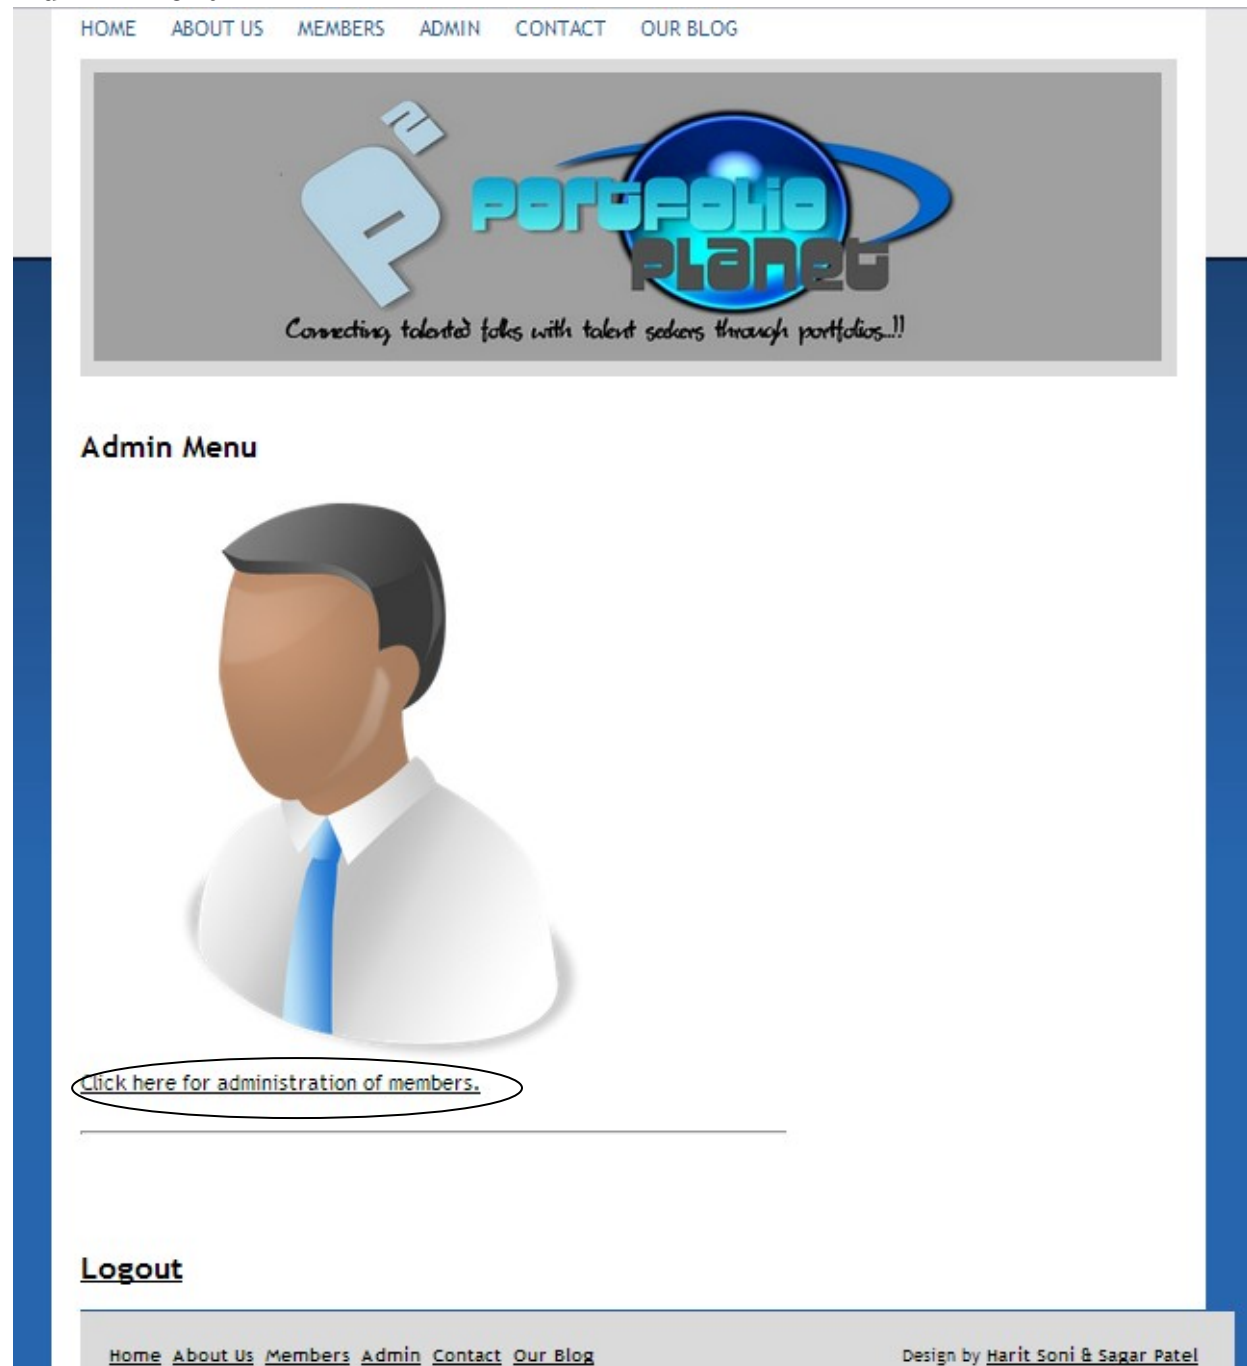 HOME ABOUT US MEMBERS ADMIN CONTACT OUR BLOG
P2
PORTFOLIO
PLANET
Connecting talented folks with talent seekers through portfolios...!!
Admin Menu
Click here for administration of members.
Logout
Home About Us Members Admin Contact Our Blog Design by Harit Soni & Sagar Patel